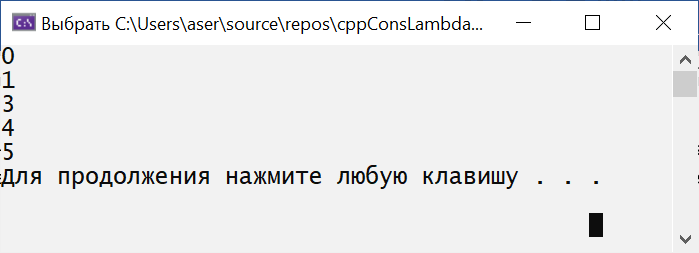 Выбрать C:\Users\aser\source\repos\cppConsLambda...
0
1
3
4
5
Для продолжения нажмите любую клавишу . . .